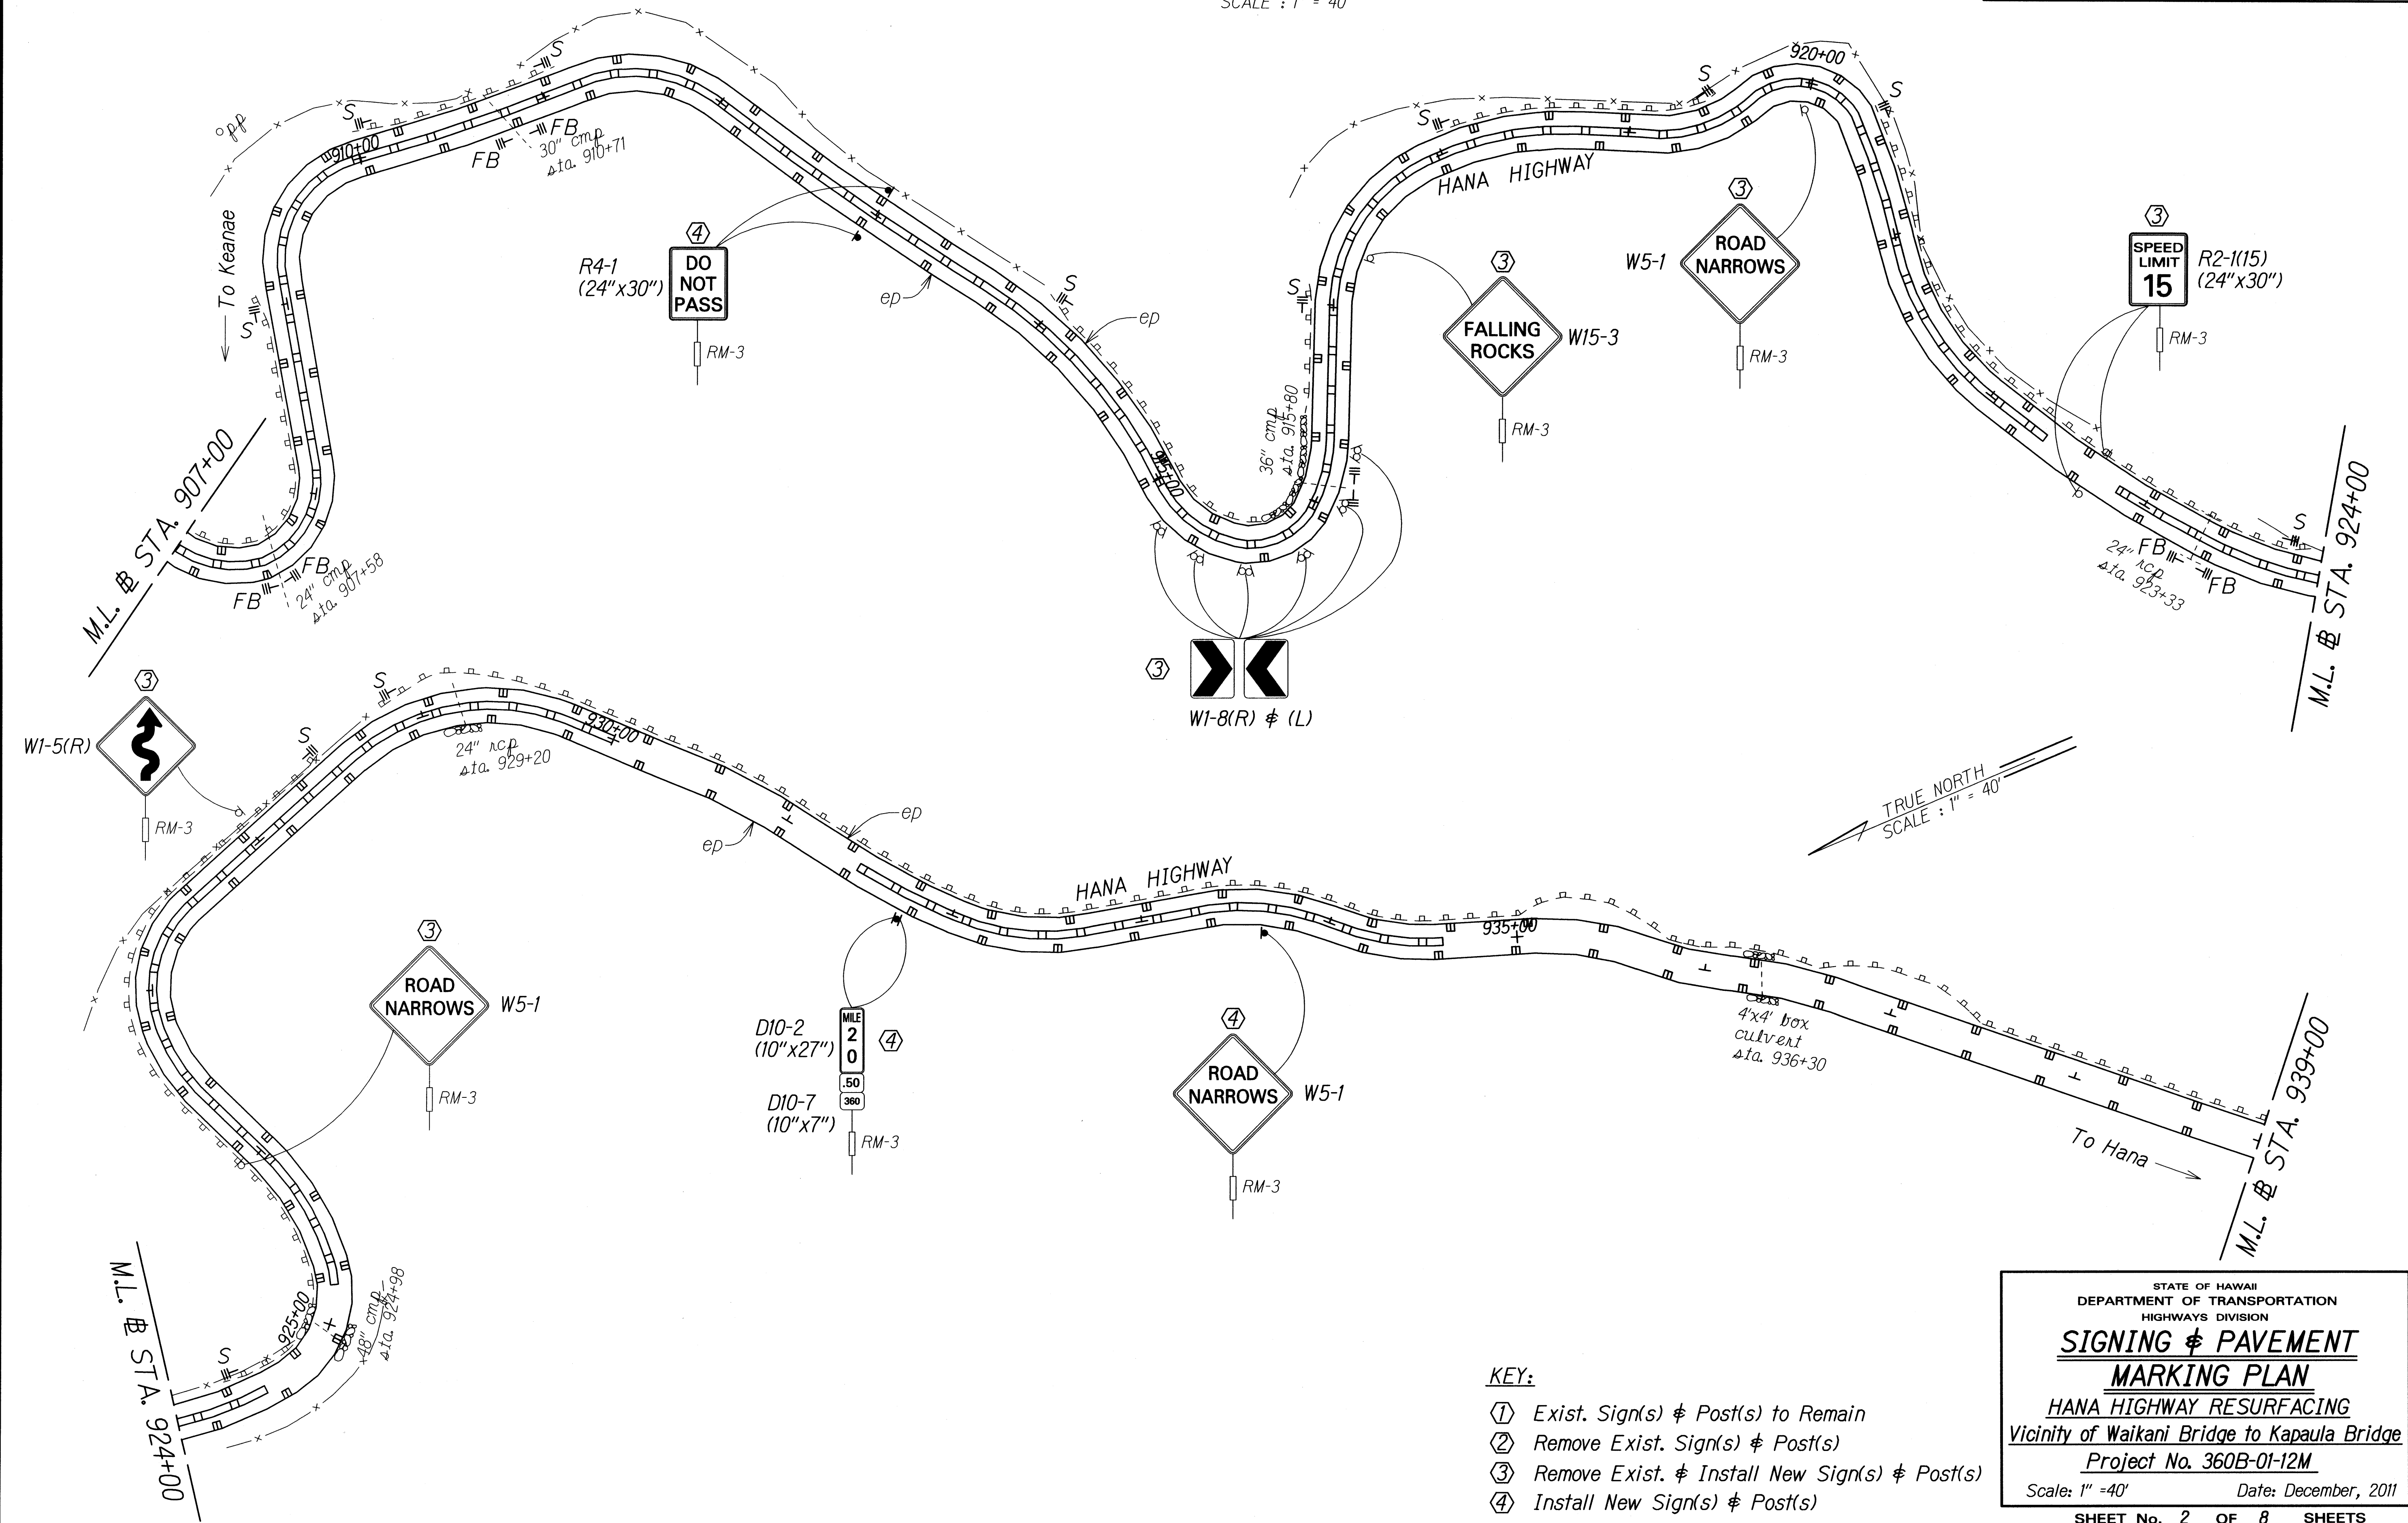 SCALE : 1" = 40'
920+00
S
S
S
S
opp
910+00
S
FB
FB
30" cmp
sta. 910+71
To Keanae
HANA HIGHWAY
R4-1
(24"x30")
4
DO
NOT
PASS
RM-3
ep
S
ep
S
FALLING
ROCKS
3
W15-3
RM-3
W5-1
3
ROAD
NARROWS
RM-3
3
SPEED
LIMIT
15
R2-1(15)
(24"x30")
RM-3
S
S
M.L. BL STA. 907+00
FB
FB
24" cmp
sta. 907+58
915+00
36" cmp
sta. 915+80
3
W1-8(R) & (L)
24" rcp
sta. 923+33
FB
FB
S
M.L. BL STA. 924+00
3
W1-5(R)
RM-3
S
S
24" rcp
sta. 929+20
930+00
ep
ep
TRUE NORTH
SCALE : 1" = 40'
HANA HIGHWAY
935+00
3
ROAD
NARROWS
W5-1
RM-3
D10-2
(10"x27")
MILE
2
0
4
.50
360
D10-7
(10"x7")
RM-3
4
ROAD
NARROWS
W5-1
RM-3
4'x4' box
culvert
sta. 936+30
To Hana
M.L. BL STA. 939+00
M.L. BL STA. 924+00
S
925+00
48" cmp
sta. 924+98
KEY:
1 Exist. Sign(s) & Post(s) to Remain
2 Remove Exist. Sign(s) & Post(s)
3 Remove Exist. & Install New Sign(s) & Post(s)
4 Install New Sign(s) & Post(s)
STATE OF HAWAII
DEPARTMENT OF TRANSPORTATION
HIGHWAYS DIVISION
SIGNING & PAVEMENT
MARKING PLAN
HANA HIGHWAY RESURFACING
Vicinity of Waikani Bridge to Kapaula Bridge
Project No. 360B-01-12M
Scale: 1" =40' Date: December, 2011
SHEET No. 2 OF 8 SHEETS